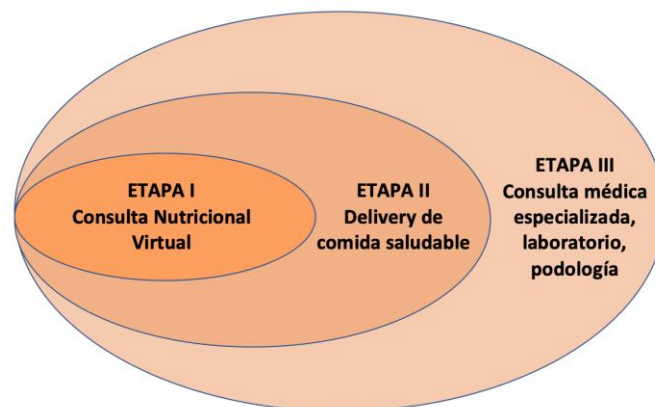 ETAPA I
Consulta Nutricional
Virtual
ETAPA II
Delivery de
comida saludable
ETAPA III
Consulta médica
especializada,
laboratorio,
podología